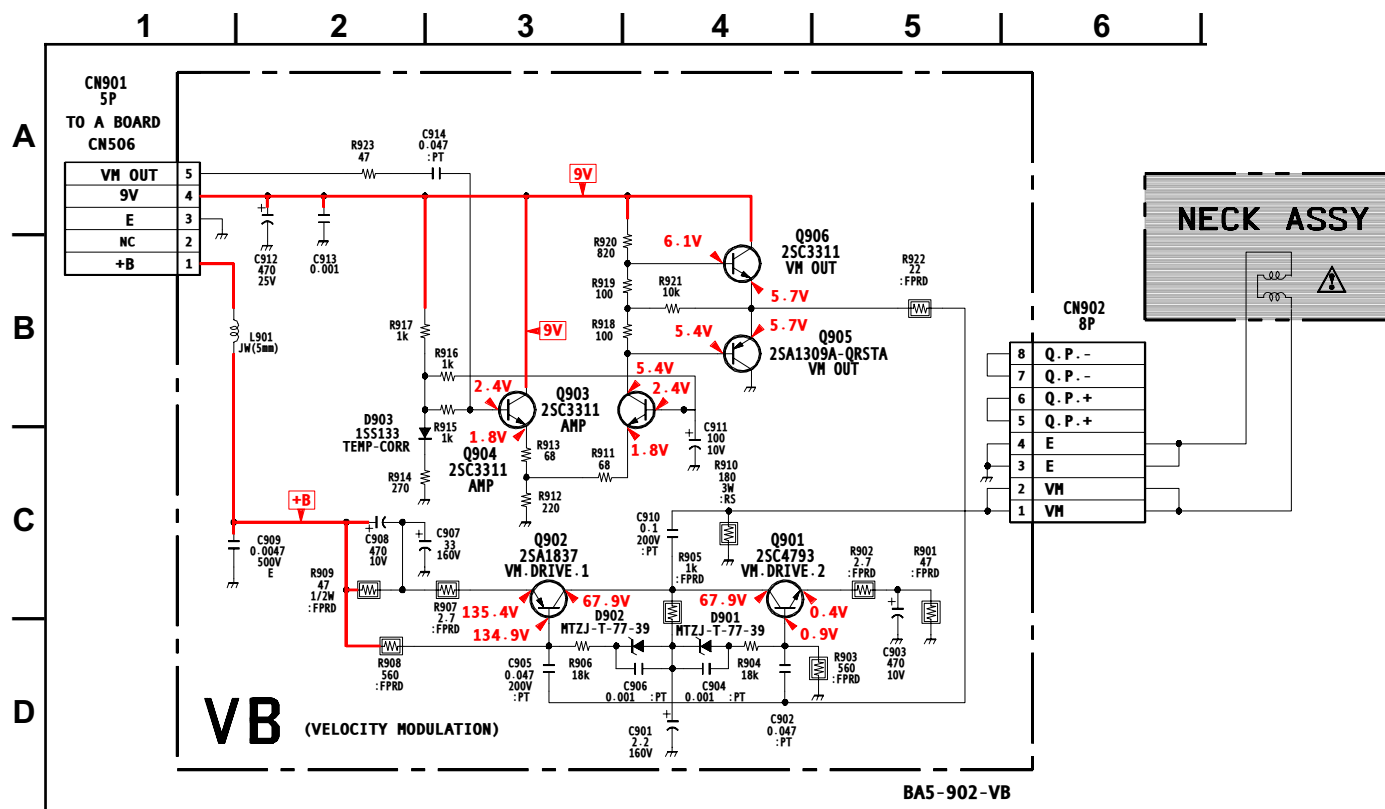 1 2 3 4 5 6
A
B
C
D
CN901
5P
TO A BOARD
CN506
VM OUT 5
9V 4
E 3
NC 2
+B 1
R923
47
C914
0.047
:PT
9V
C912
470
25V
C913
0.001
L901
JW(5mm)
R917
1k
R916
1k
9V
R920
820
R919
100
R918
100
R921
10k
6.1V
Q906
2SC3311
VM OUT
5.7V
5.7V
5.4V
Q905
2SA1309A-QRSTA
VM OUT
R922
22
:FPRD
2.4V
Q903
2SC3311
AMP
5.4V
2.4V
D903
1SS133
TEMP-CORR
R915
1k
1.8V
Q904
2SC3311
AMP
R913
68
R911
68
1.8V
C911
100
10V
R914
270
R912
220
R910
180
3W
:RS
+B
C909
0.0047
500V
E
C908
470
10V
C907
33
160V
R909
47
1/2W
:FPRD
R907
2.7
:FPRD
Q902
2SA1837
VM.DRIVE.1
135.4V
67.9V
134.9V
C910
0.1
200V
:PT
R905
1k
:FPRD
Q901
2SC4793
VM.DRIVE.2
67.9V
0.4V
0.9V
R902
2.7
:FPRD
R901
47
:FPRD
D902
MTZJ-T-77-39
D901
MTZJ-T-77-39
R908
560
:FPRD
C905
0.047
200V
:PT
R906
18k
C906
0.001 :PT
C904
0.001 :PT
R904
18k
R903
560
:FPRD
C903
470
10V
C901
2.2
160V
C902
0.047
:PT
VB (VELOCITY MODULATION)
BA5-902-VB
NECK ASSY
CN902
8P
8 Q.P.-
7 Q.P.-
6 Q.P.+
5 Q.P.+
4 E
3 E
2 VM
1 VM